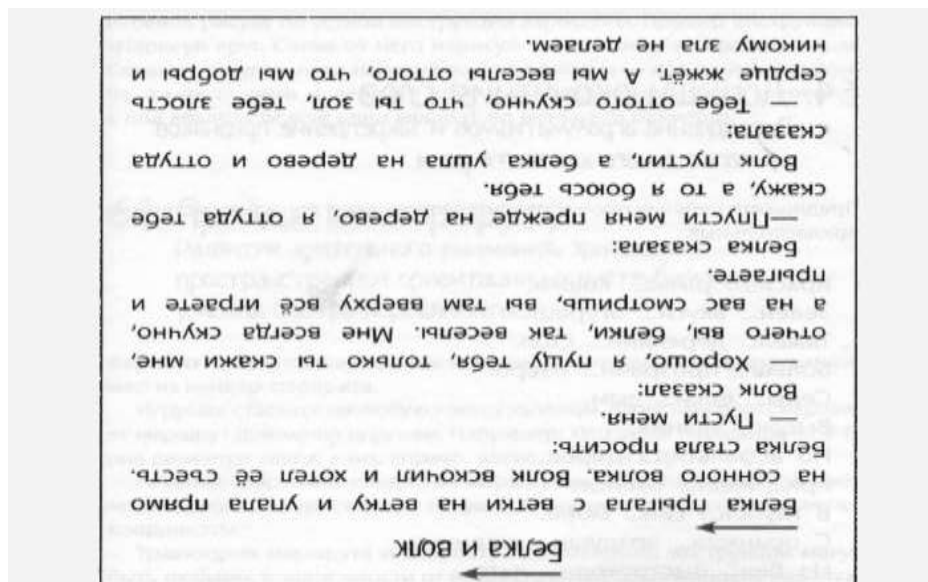 Белка и волк
Белка прыгала с ветки на ветку и упала прямо
на сонного волка. Волк вскочил и хотел её съесть.
Белка стала просить:
— Пусти меня.
Волк сказал:
— Хорошо, я пущу тебя, только ты скажи мне,
отчего вы, белки, так веселы. Мне всегда скучно,
а на вас смотришь, вы там вверху всё играете и
прыгаете.
Белка сказала:
—Ппусти меня прежде на дерево, я оттуда тебе
скажу, а то я боюсь тебя.
Волк пустил, а белка ушла на дерево и оттуда
сказала:
— Тебе оттого скучно, что ты зол, тебе злость
сердце жжёт. А мы веселы оттого, что мы добры и
никому зла не делаем.